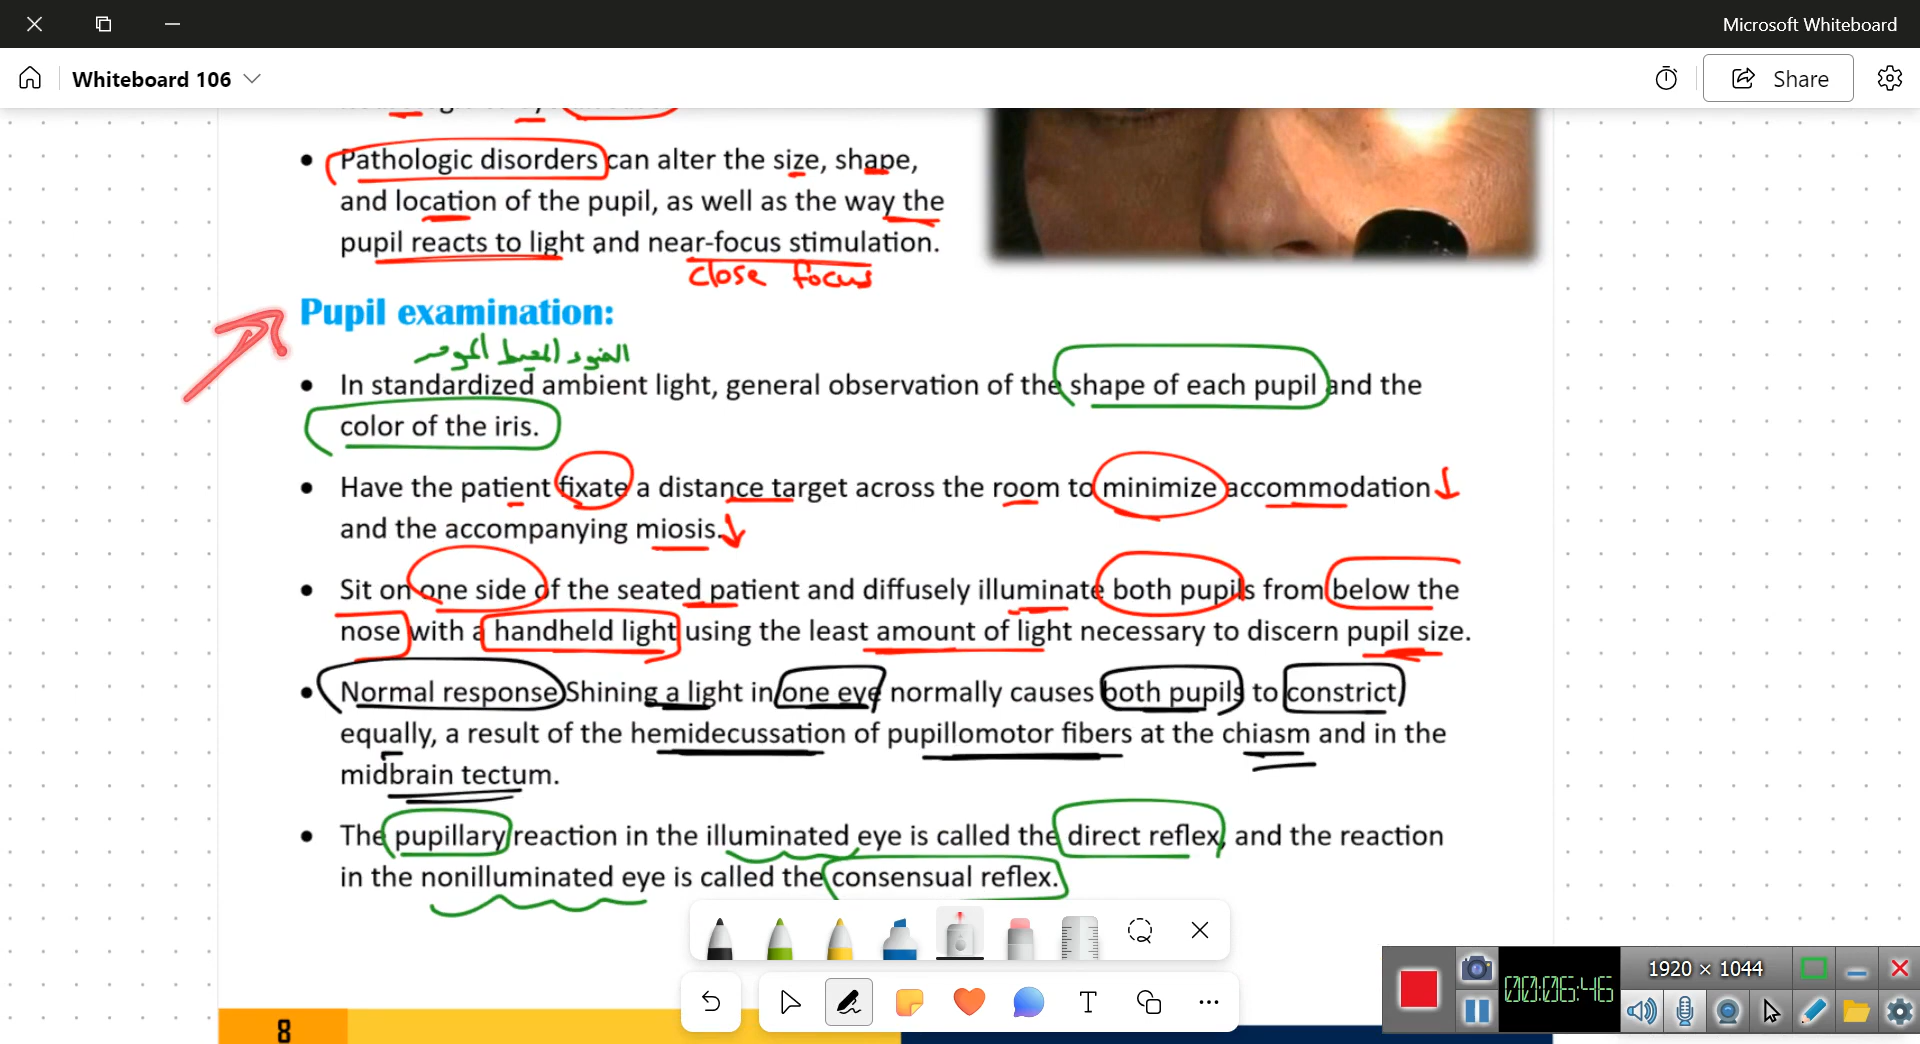 Microsoft Whiteboard
Whiteboard 106
Share
Pathologic disorders can alter the size, shape,
and location of the pupil, as well as the way the
pupil reacts to light and near-focus stimulation.
close focus
Pupil examination:
الضوء المحيط الموحد
In standardized ambient light, general observation of the shape of each pupil and the
color of the iris.
Have the patient fixate a distance target across the room to minimize accommodation
and the accompanying miosis.
Sit on one side of the seated patient and diffusely illuminate both pupils from below the
nose with a handheld light using the least amount of light necessary to discern pupil size.
Normal response Shining a light in one eye normally causes both pupils to constrict
equally, a result of the hemidecussation of pupillomotor fibers at the chiasm and in the
midbrain tectum.
The pupillary reaction in the illuminated eye is called the direct reflex, and the reaction
in the nonilluminated eye is called the consensual reflex.
8
1920 × 1044
000:06:46